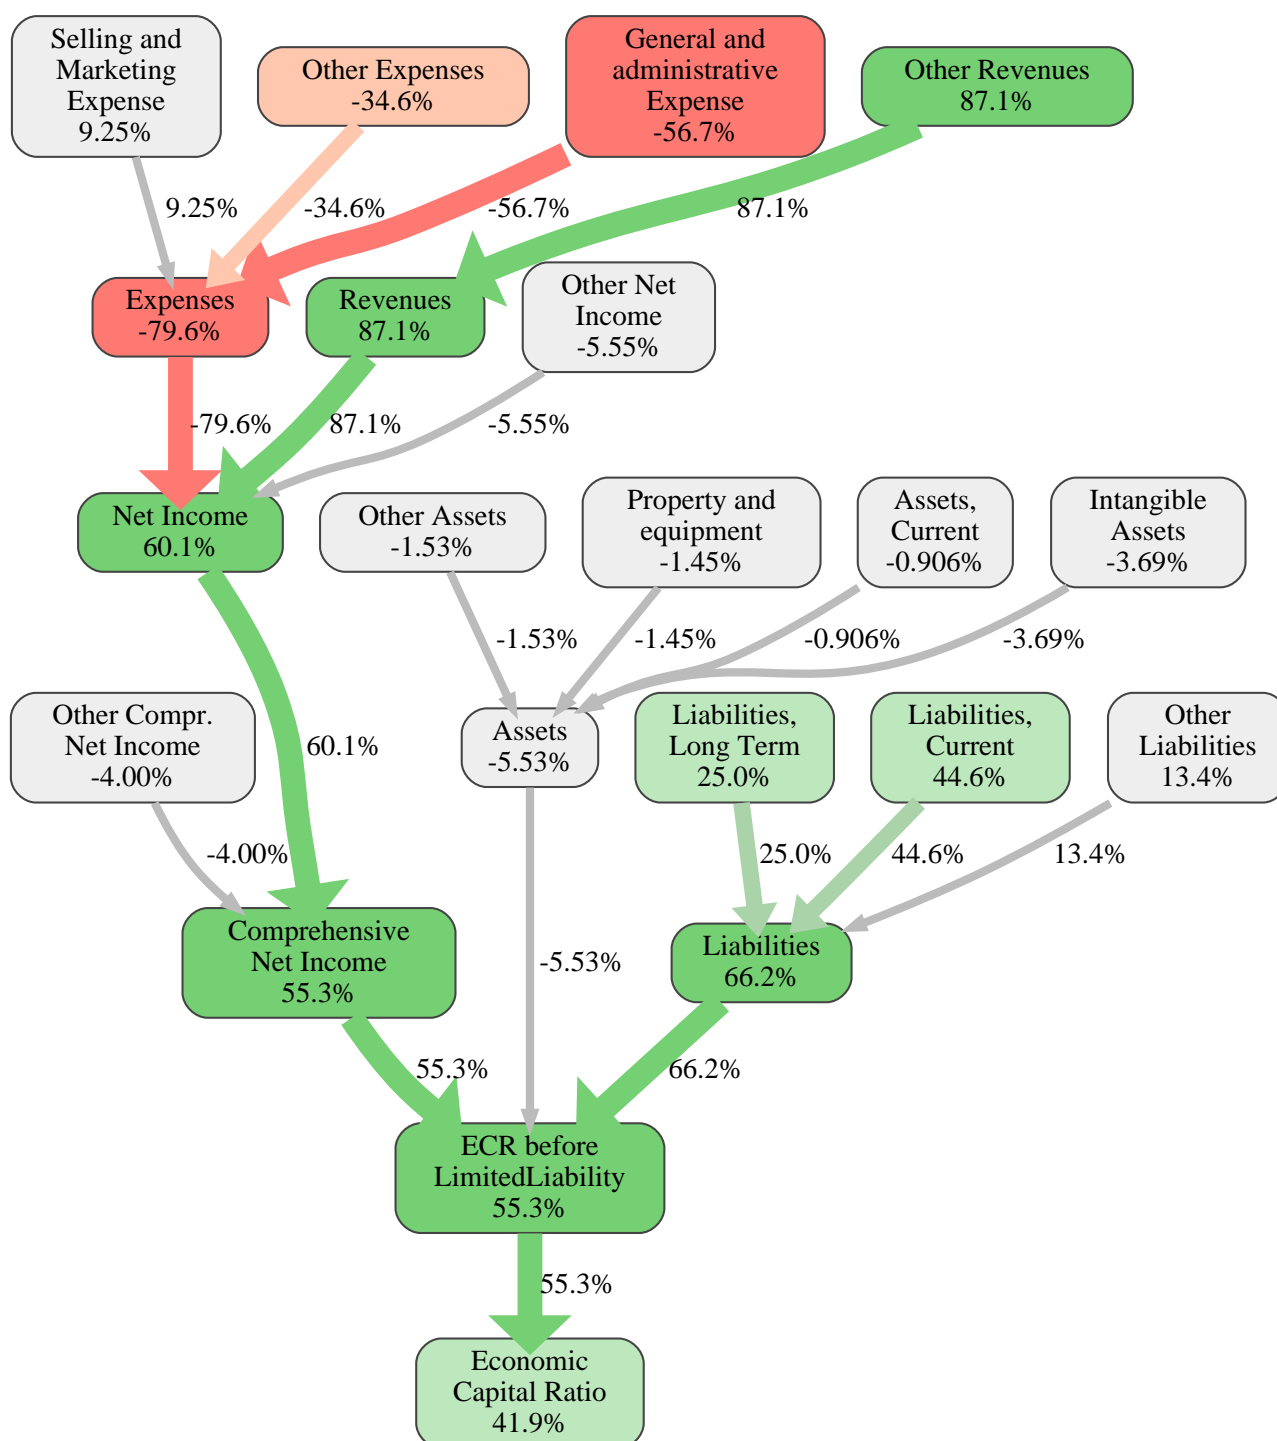 Selling and
Marketing
Expense
9.25%
Other Expenses
-34.6%
General and
administrative
Expense
-56.7%
Other Revenues
87.1%
9.25%
-34.6%
-56.7%
87.1%
Expenses
-79.6%
Revenues
87.1%
Other Net
Income
-5.55%
-79.6%
87.1%
-5.55%
Net Income
60.1%
Other Assets
-1.53%
Property and
equipment
-1.45%
Assets,
Current
-0.906%
Intangible
Assets
-3.69%
-1.53%
-1.45%
-0.906%
-3.69%
Other Compr.
Net Income
-4.00%
60.1%
Assets
-5.53%
Liabilities,
Long Term
25.0%
Liabilities,
Current
44.6%
Other
Liabilities
13.4%
-4.00%
25.0%
44.6%
13.4%
Comprehensive
Net Income
55.3%
-5.53%
Liabilities
66.2%
55.3%
66.2%
ECR before
LimitedLiability
55.3%
55.3%
Economic
Capital Ratio
41.9%